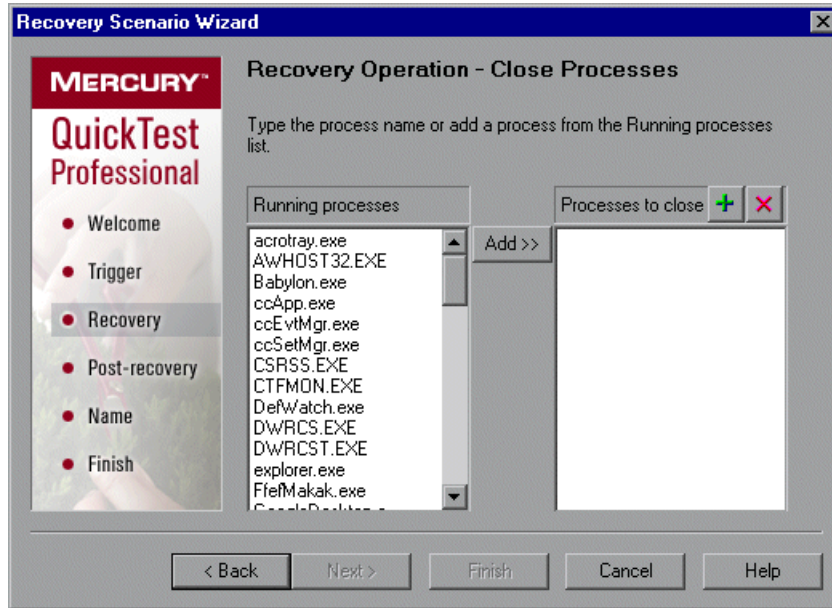 Recovery Scenario Wizard
MERCURY™
QuickTest
Professional
Welcome
Trigger
Recovery
Post-recovery
Name
Finish
Recovery Operation - Close Processes
Type the process name or add a process from the Running processes
list.
Running processes
acrotray.exe
AWHOST32.EXE
Babylon.exe
ccApp.exe
ccEvtMgr.exe
ccSetMgr.exe
CSRSS.EXE
CTFMON.EXE
DefWatch.exe
DWRCS.EXE
DWRCST.EXE
explorer.exe
FfefMakak.exe
Add >>
Processes to close
< Back
Next >
Finish
Cancel
Help